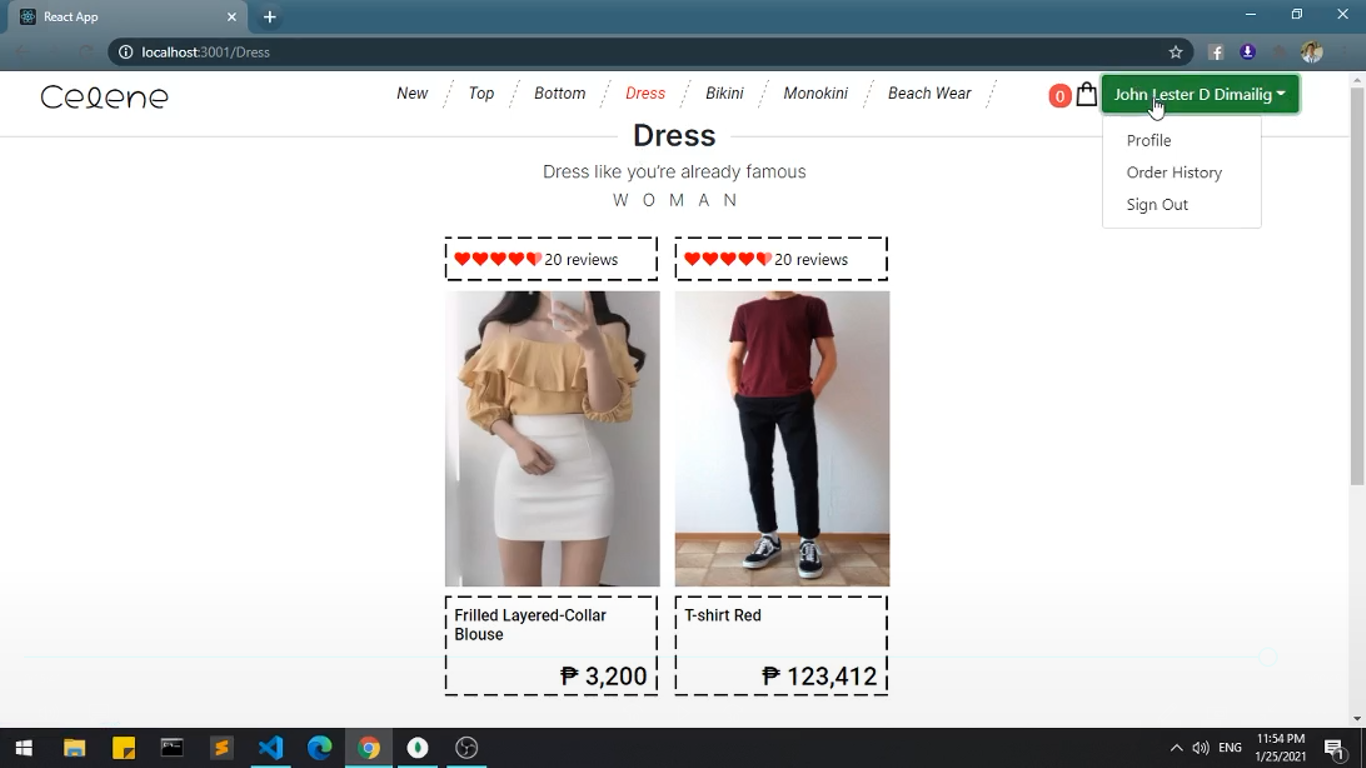 React App
localhost:3001/Dress
Celene
New
Top
Bottom
Dress
Bikini
Monokini
Beach Wear
0
John Lester D Dimailig
Profile
Order History
Sign Out
Dress
Dress like you're already famous
W O M A N
20 reviews
20 reviews
Frilled Layered-Collar
Blouse
₱ 3,200
T-shirt Red
₱ 123,412
ENG
11:54 PM
1/25/2021
1